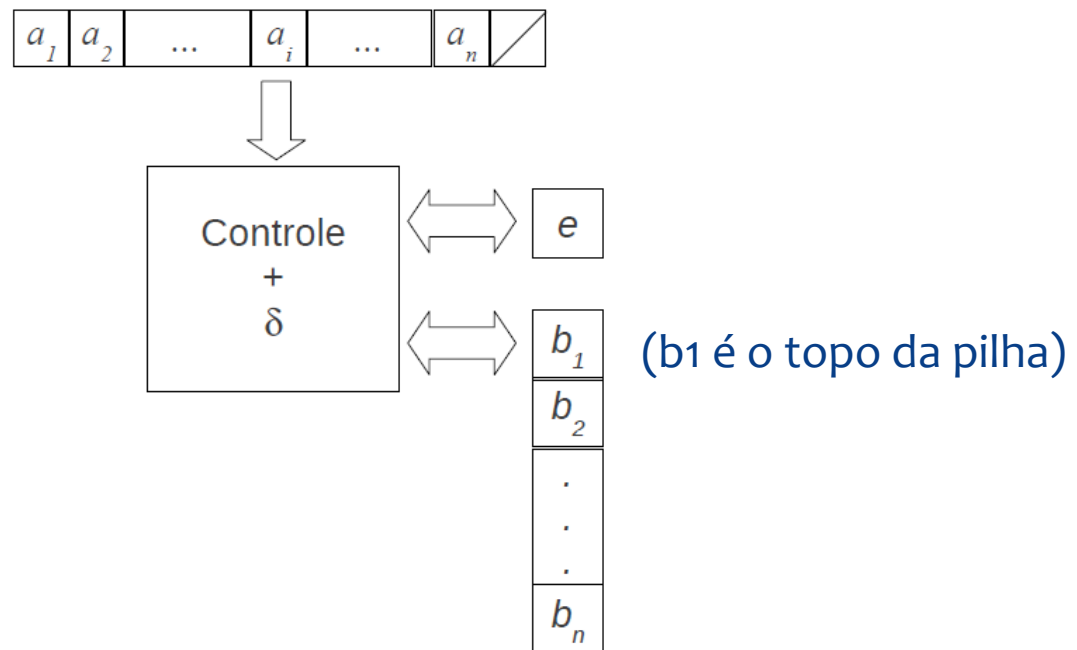 a1 a2 ... ai ... an
Controle
+
δ
e
b1 (b1 é o topo da pilha)
b2
.
.
.
bn